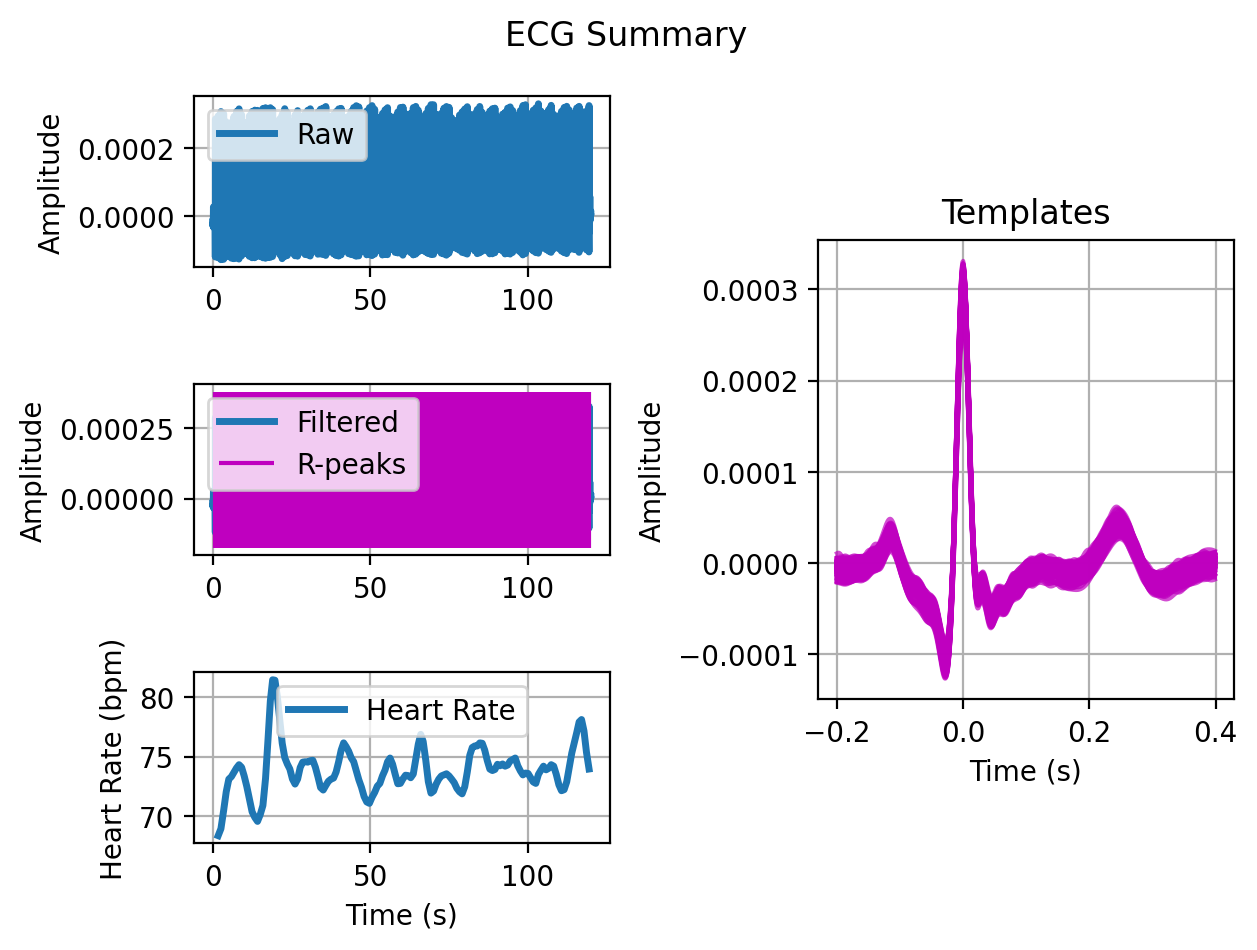 ECG Summary
Amplitude
0.0002
0.0000
Raw
0 50 100
Amplitude
0.00025
0.00000
Filtered
R-peaks
0 50 100
Heart Rate (bpm)
80
75
70
Heart Rate
0 50 100
Time (s)
Templates
Amplitude
0.0003
0.0002
0.0001
0.0000
−0.0001
−0.2 0.0 0.2 0.4
Time (s)